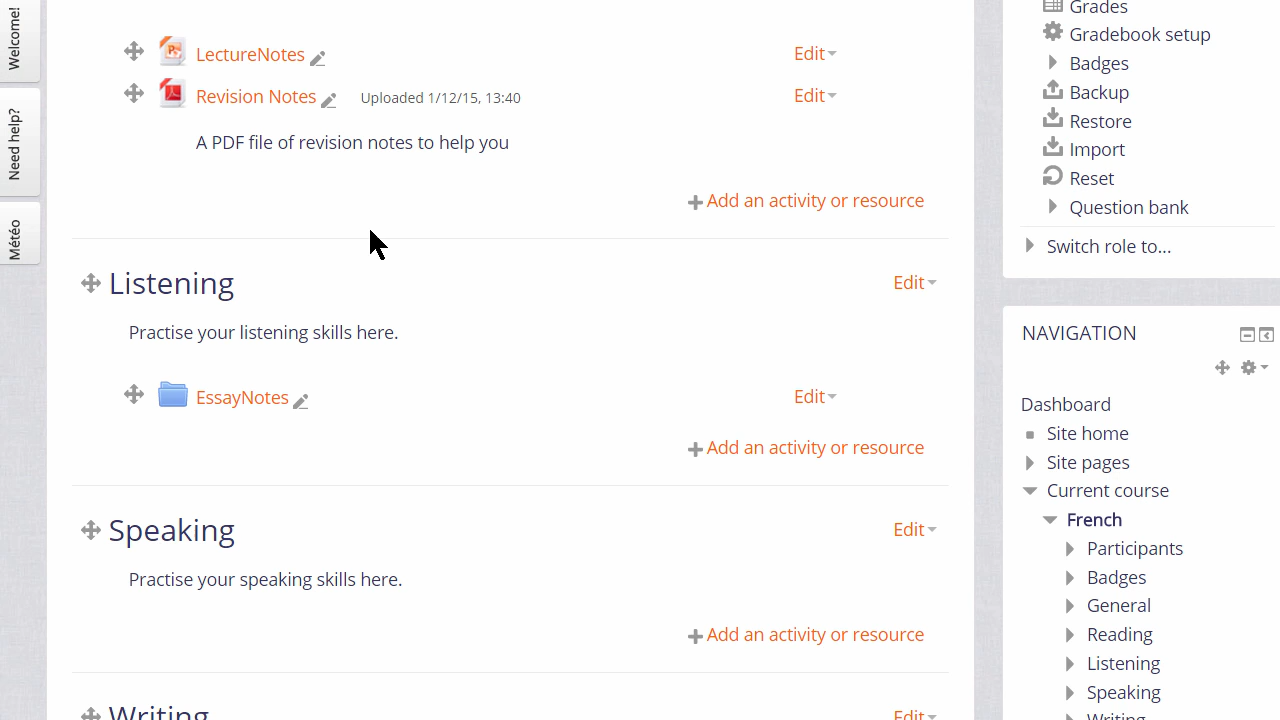 Welcome!
Need help?
Météo
LectureNotes
Edit
Revision Notes Uploaded 1/12/15, 13:40
Edit
A PDF file of revision notes to help you
Add an activity or resource
Listening
Edit
Practise your listening skills here.
EssayNotes
Edit
Add an activity or resource
Speaking
Edit
Practise your speaking skills here.
Add an activity or resource
Writing
Edit
Grades
Gradebook setup
Badges
Backup
Restore
Import
Reset
Question bank
Switch role to...
NAVIGATION
Dashboard
Site home
Site pages
Current course
French
Participants
Badges
General
Reading
Listening
Speaking
Writing